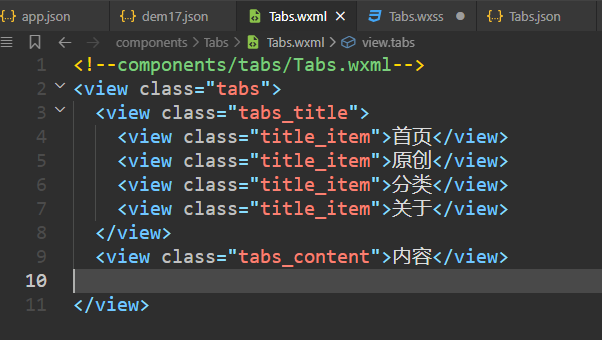 app.json dem17.json Tabs.wxml Tabs.wxss Tabs.json
components > Tabs > Tabs.wxml > view.tabs
1 <!--components/tabs/Tabs.wxml-->
2 <view class="tabs">
3 <view class="tabs_title">
4 <view class="title_item">首页</view>
5 <view class="title_item">原创</view>
6 <view class="title_item">分类</view>
7 <view class="title_item">关于</view>
8 </view>
9 <view class="tabs_content">内容</view>
10
11 </view>